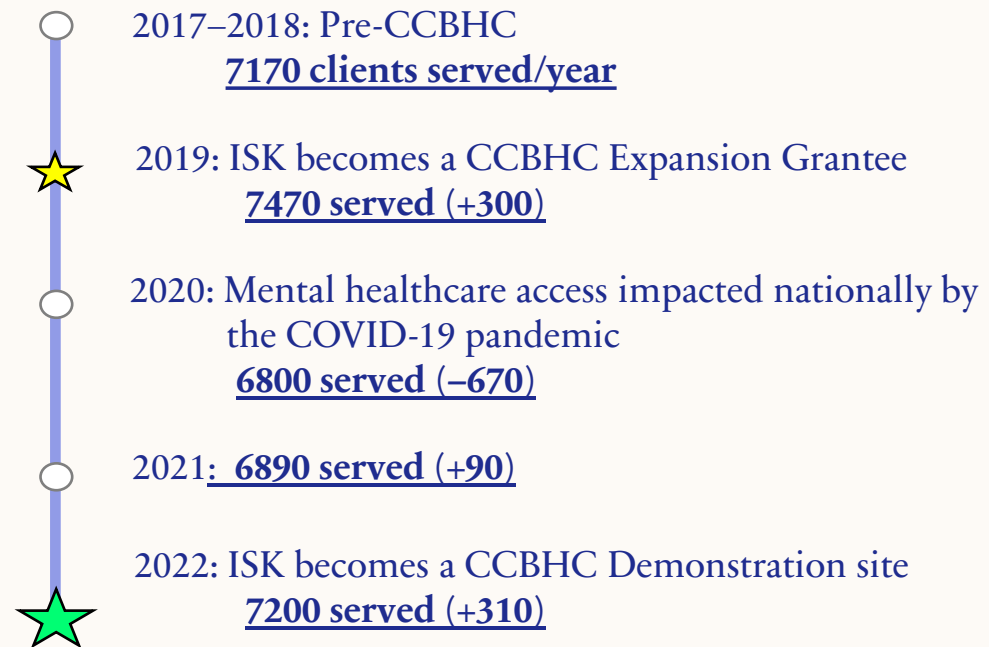 2017–2018: Pre-CCBHC
7170 clients served/year
2019: ISK becomes a CCBHC Expansion Grantee
7470 served (+300)
2020: Mental healthcare access impacted nationally by
the COVID-19 pandemic
6800 served (–670)
2021:  6890 served (+90)
2022: ISK becomes a CCBHC Demonstration site
7200 served (+310)